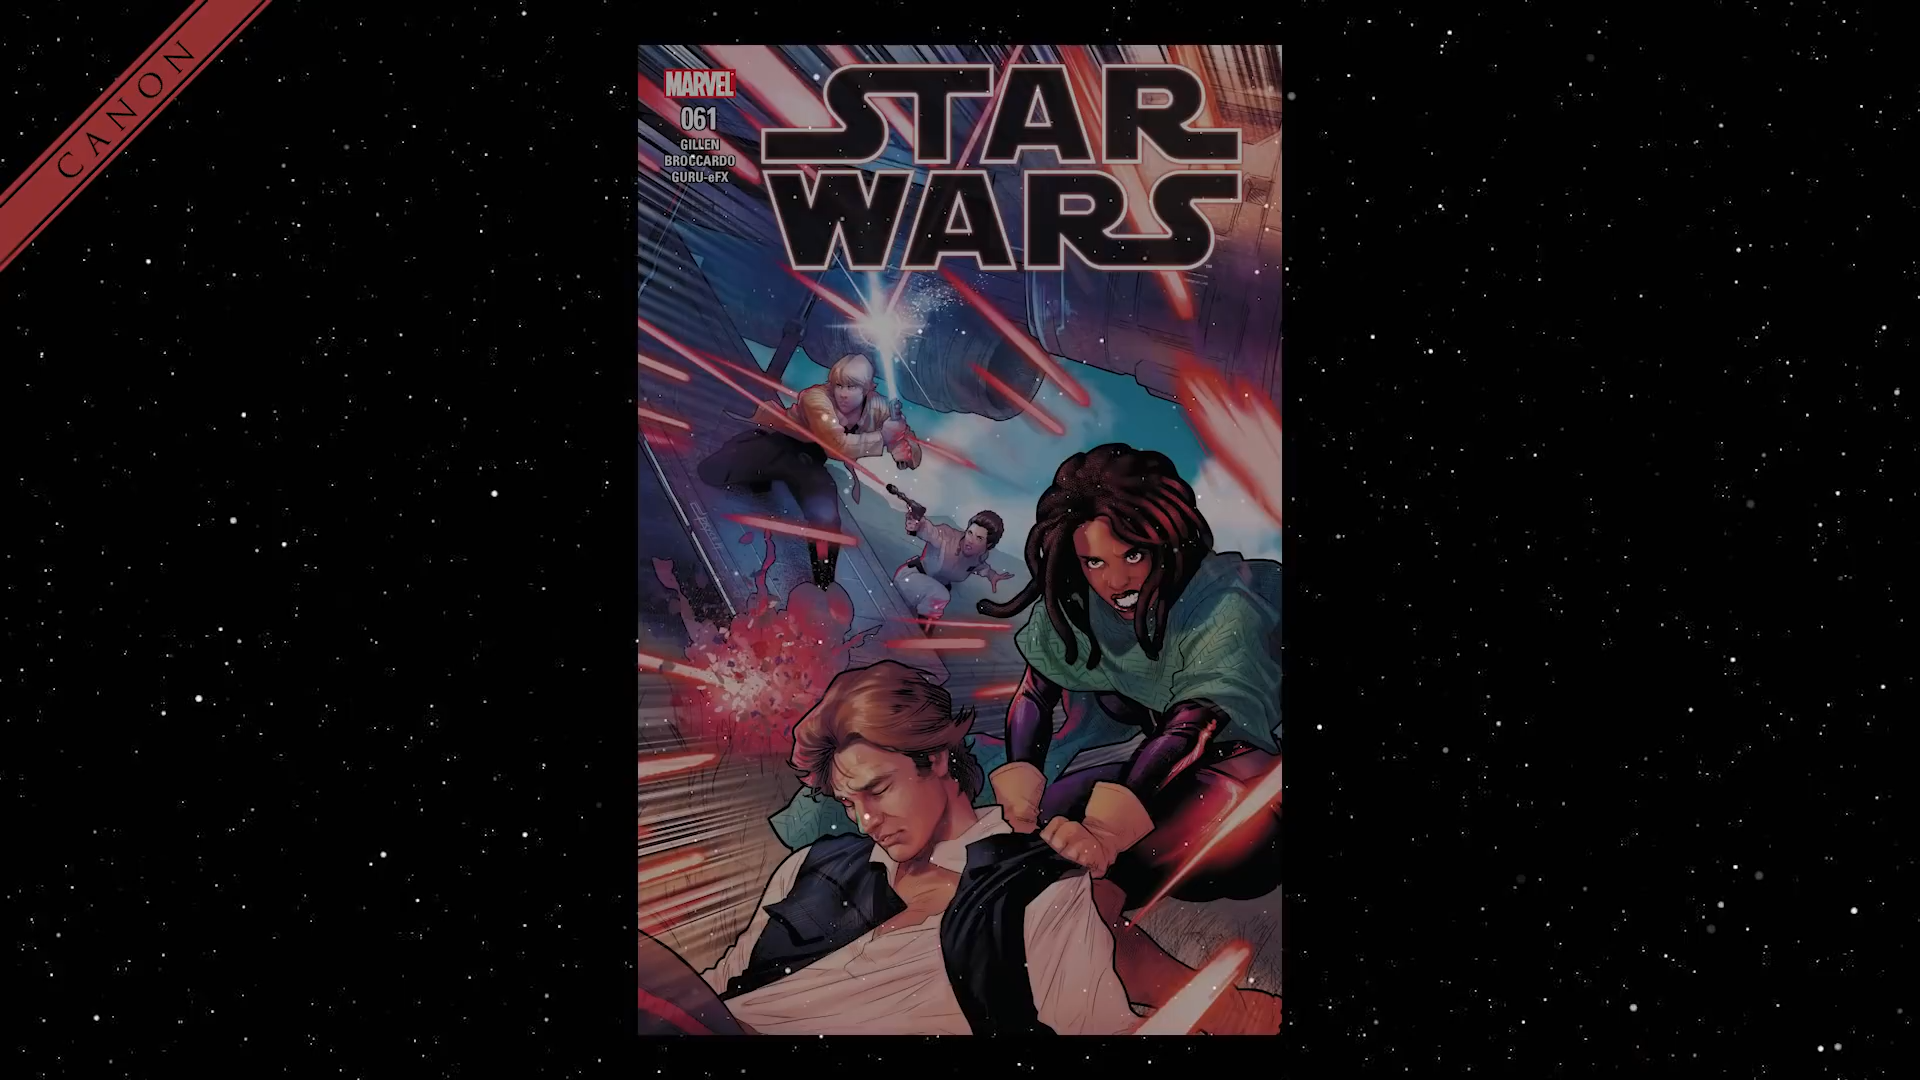 CANON
MARVEL
061
GILLEN
BROCCARDO
GURU-eFX
STAR
WARS